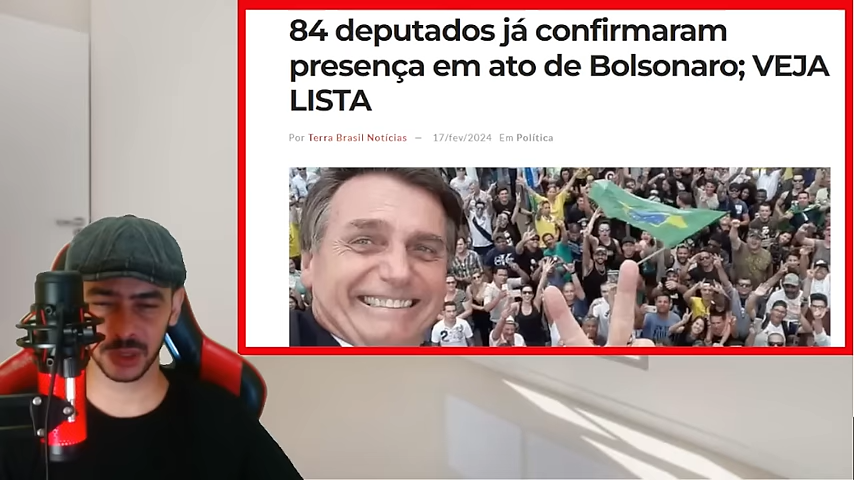 84 deputados já confirmaram
presença em ato de Bolsonaro; VEJA
LISTA
Por Terra Brasil Notícias — 17/fev/2024 Em Política